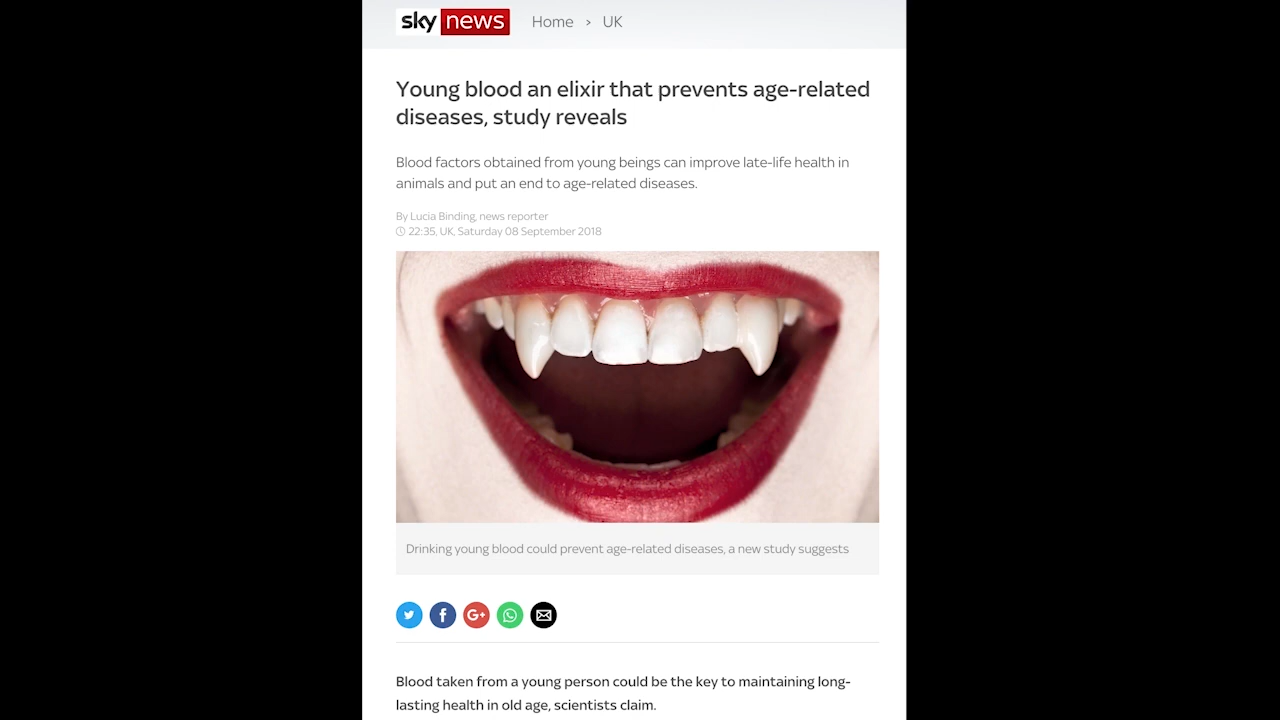 sky news Home > UK
Young blood an elixir that prevents age-related
diseases, study reveals
Blood factors obtained from young beings can improve late-life health in
animals and put an end to age-related diseases.
By Lucia Binding, news reporter
22:35, UK, Saturday 08 September 2018
Drinking young blood could prevent age-related diseases, a new study suggests
f G+
Blood taken from a young person could be the key to maintaining long-
lasting health in old age, scientists claim.